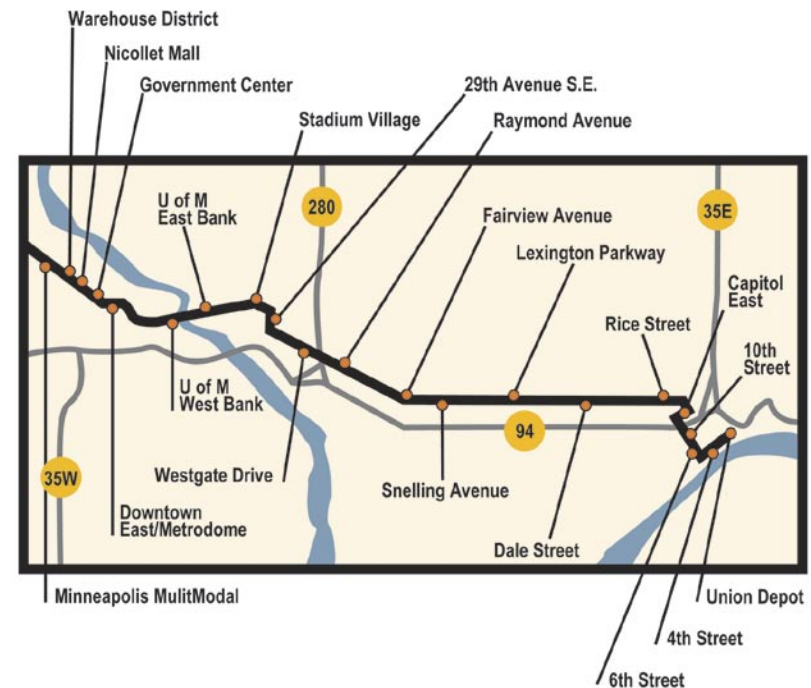 Warehouse District
Nicollet Mall
Government Center
29th Avenue S.E.
Stadium Village
Raymond Avenue
U of M
East Bank
280
35E
Fairview Avenue
Lexington Parkway
Capitol
East
Rice Street
10th
Street
U of M
West Bank
94
35W
Westgate Drive
Snelling Avenue
Downtown
East/Metrodome
Dale Street
Minneapolis MulitModal
Union Depot
4th Street
6th Street